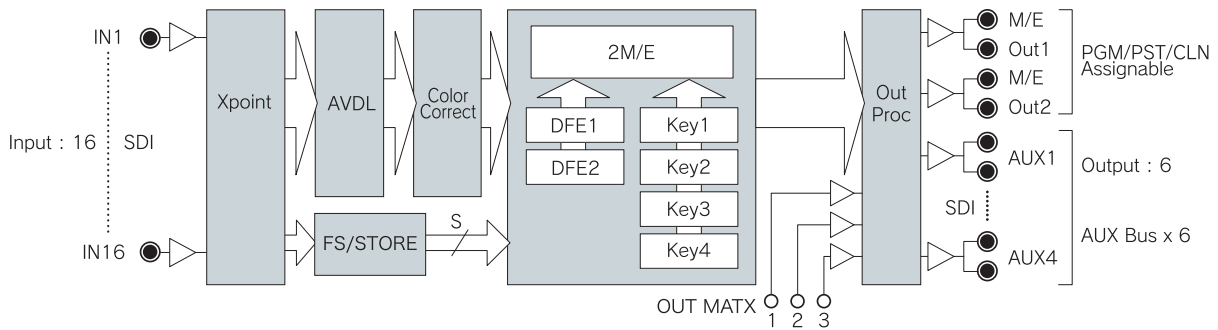 IN1
Input : 16
SDI
IN16
Xpoint
AVDL
Color
Correct
FS/STORE
S
2M/E
DFE1
DFE2
Key1
Key2
Key3
Key4
OUT MATX
1
2
3
Out
Proc
M/E
Out1
M/E
Out2
AUX1
SDI
AUX4
PGM/PST/CLN
Assignable
Output : 6
AUX Bus x 6